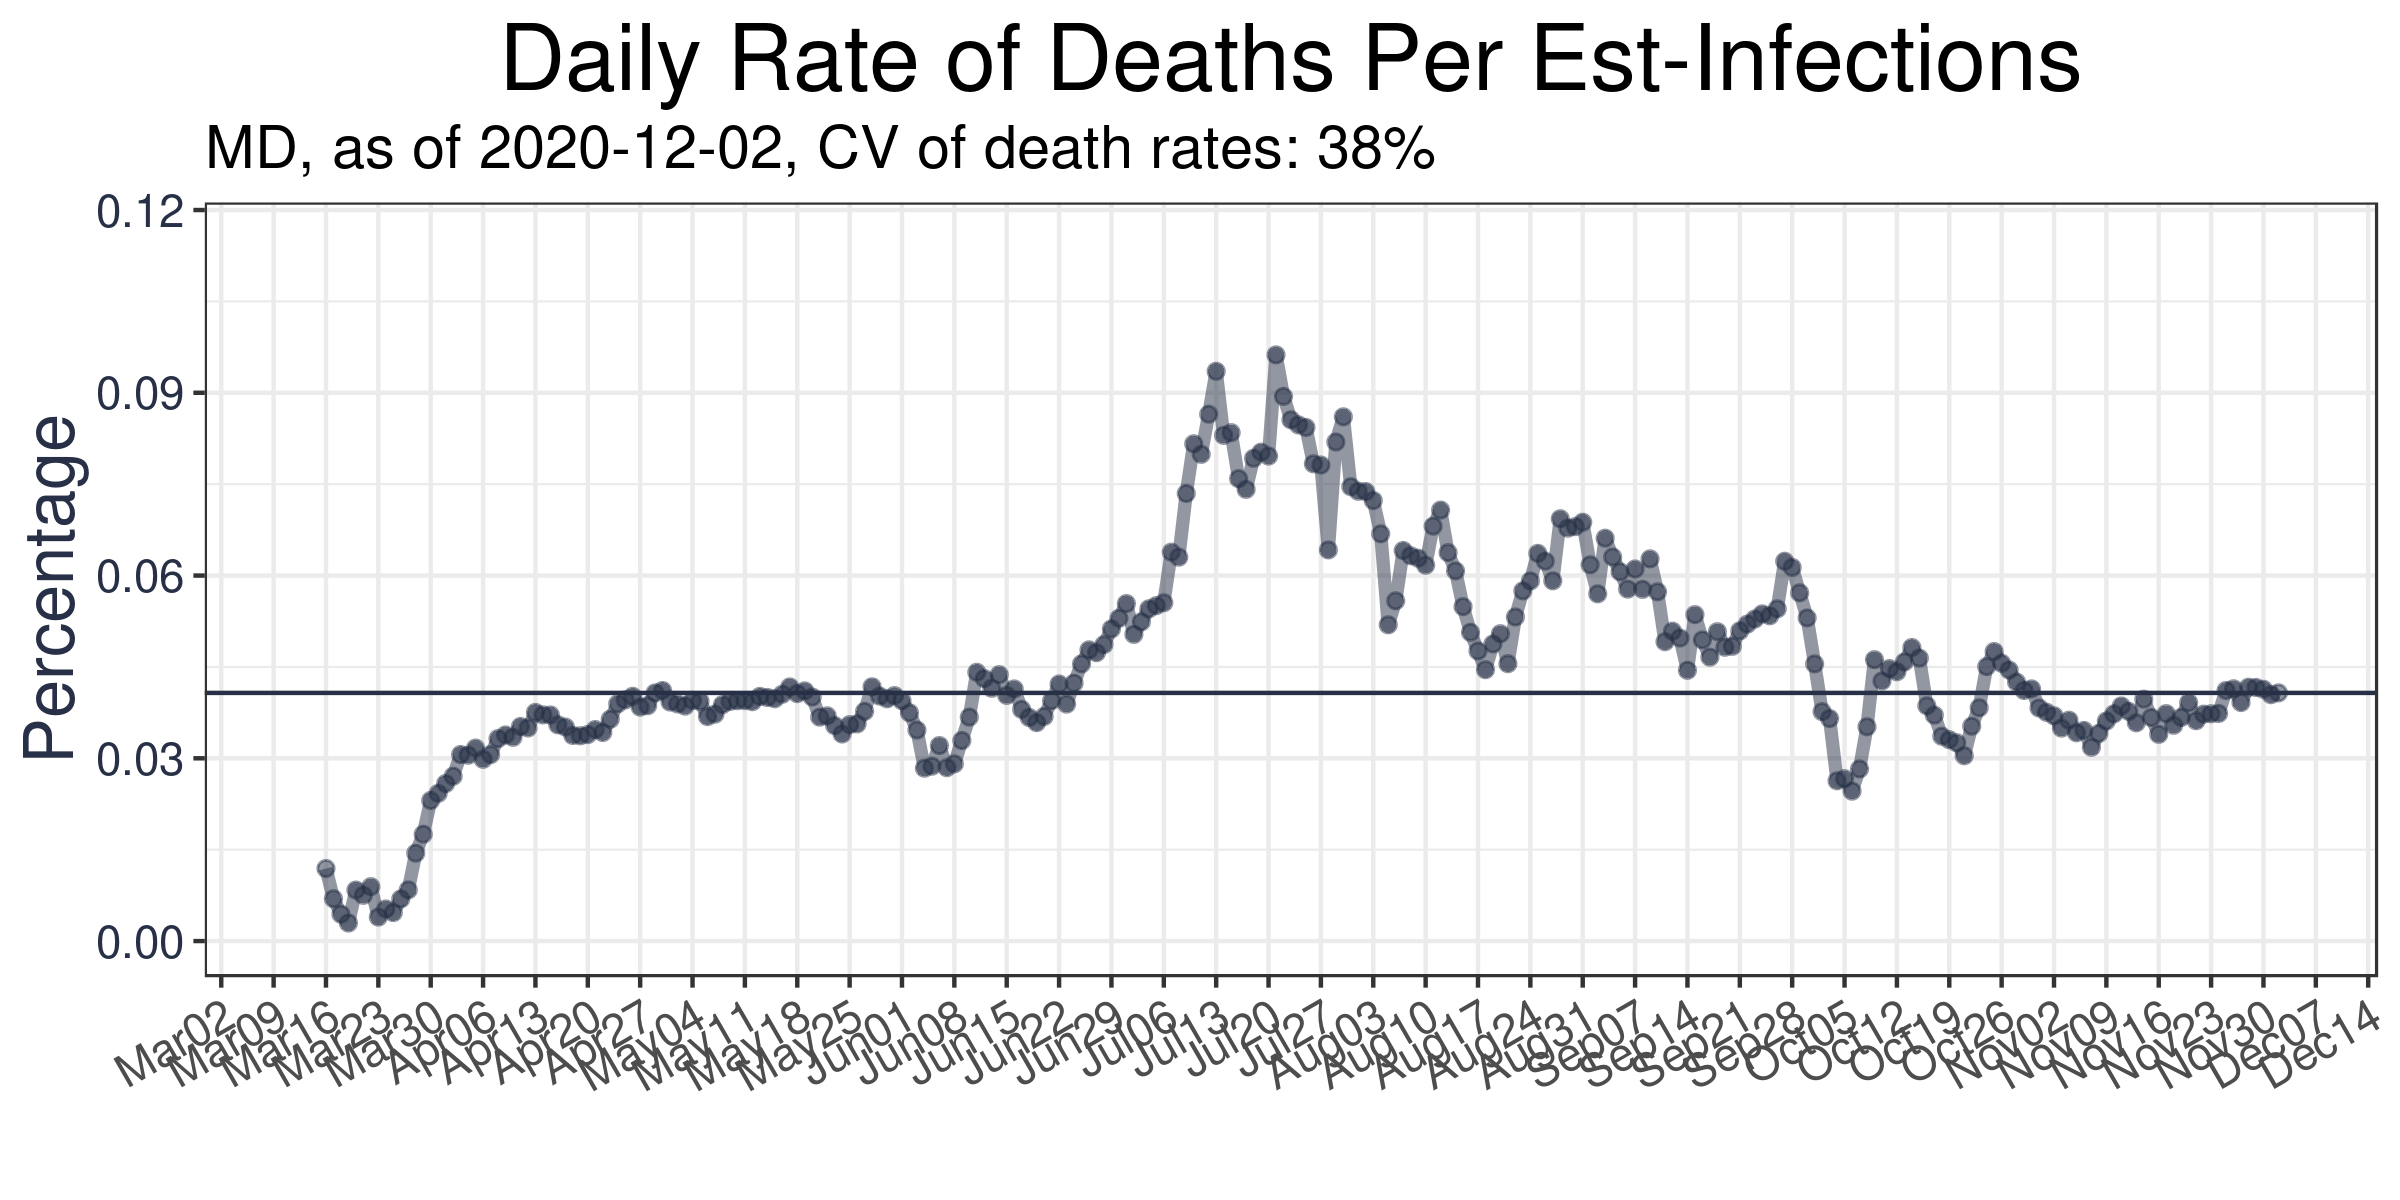 Daily Rate of Deaths Per Est-Infections
MD, as of 2020-12-02, CV of death rates: 38%
Percentage
0.12
0.09
0.06
0.03
0.00
Mar02
Mar09
Mar16
Mar23
Mar30
Apr06
Apr13
Apr20
Apr27
May04
May11
May18
May25
Jun01
Jun08
Jun15
Jun22
Jun29
Jul06
Jul13
Jul20
Jul27
Aug03
Aug10
Aug17
Aug24
Aug31
Sep07
Sep14
Sep21
Sep28
Oct05
Oct12
Oct19
Oct26
Nov02
Nov09
Nov16
Nov23
Nov30
Dec07
Dec14